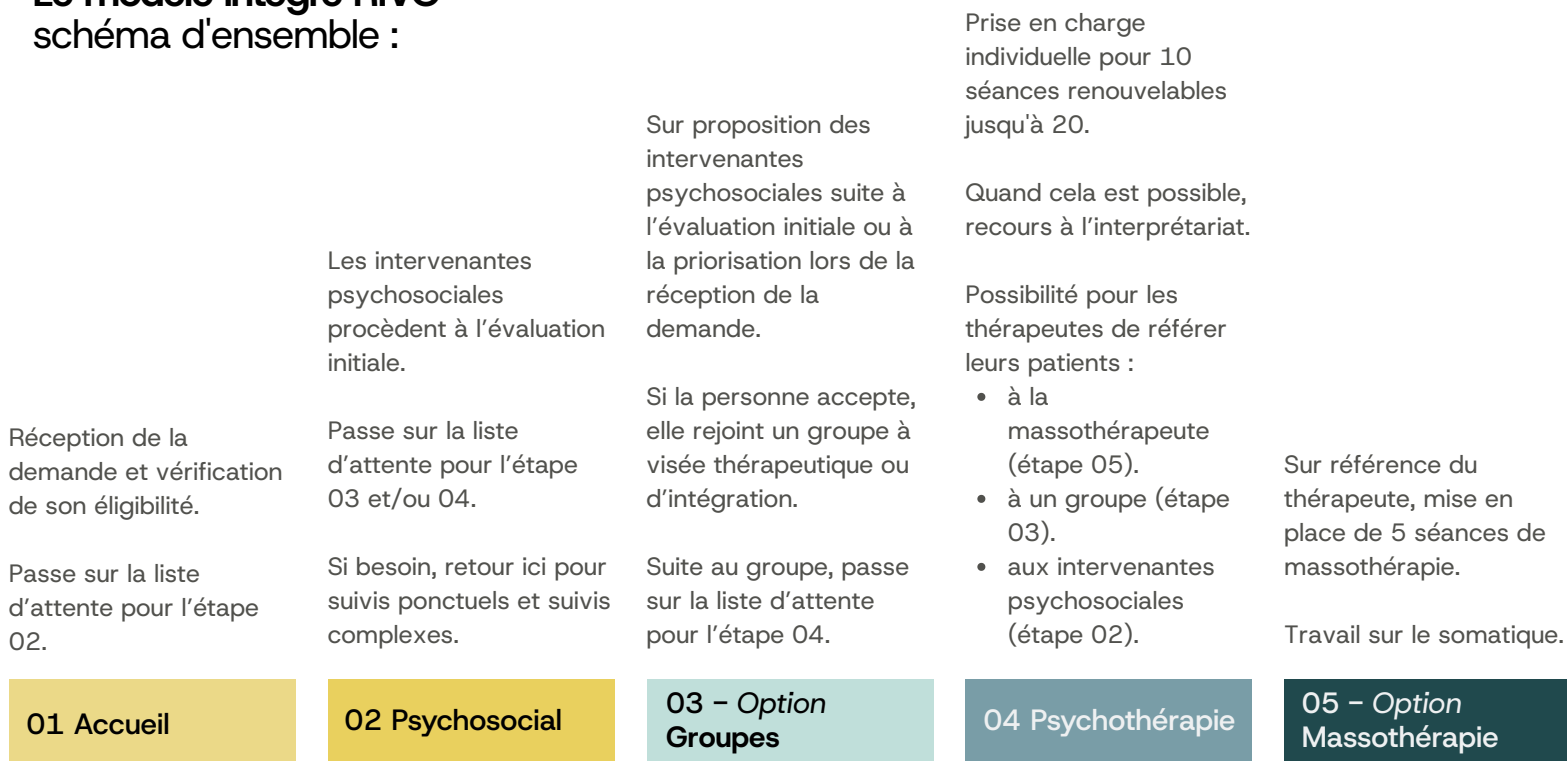 schéma d'ensemble :
Réception de la
demande et vérification
de son éligibilité.
Passe sur la liste
d'attente pour l'étape
02.
01 Accueil
Les intervenantes
psychosociales
procèdent à l'évaluation
initiale.
Passe sur la liste
d'attente pour l'étape
03 et/ou 04.
Si besoin, retour ici pour
suivis ponctuels et suivis
complexes.
02 Psychosocial
Sur proposition des
intervenantes
psychosociales suite à
l'évaluation initiale ou à
la priorisation lors de la
réception de la
demande.
Si la personne accepte,
elle rejoint un groupe à
visée thérapeutique ou
d'intégration.
Suite au groupe, passe
sur la liste d'attente
pour l'étape 04.
03 – Option
Groupes
Prise en charge
individuelle pour 10
séances renouvelables
jusqu'à 20.
Quand cela est possible,
recours à l'interprétariat.
Possibilité pour les
thérapeutes de référer
leurs patients :
• à la
massothérapeute
(étape 05).
• à un groupe (étape
03).
• aux intervenantes
psychosociales
(étape 02).
04 Psychothérapie
Sur référence du
thérapeute, mise en
place de 5 séances de
massothérapie.
Travail sur le somatique.
05 – Option
Massothérapie